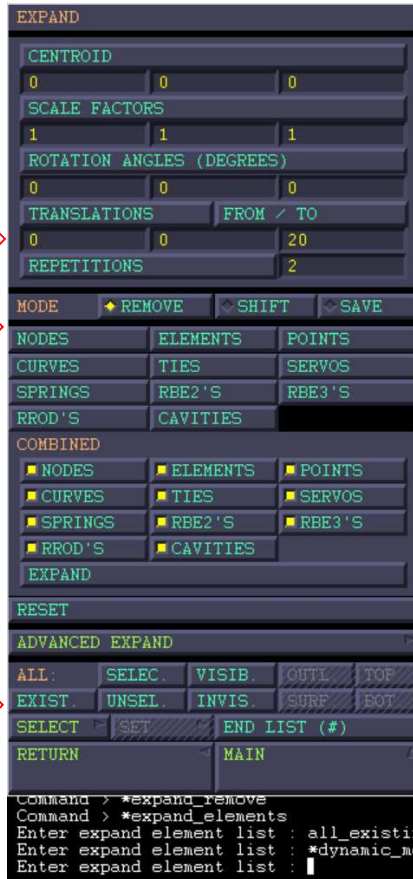 EXPAND
CENTROID
0 0 0
SCALE FACTORS
1 1 1
ROTATION ANGLES (DEGREES)
0 0 0
TRANSLATIONS FROM / TO
0 0 20
REPETITIONS 2
MODE REMOVE SHIFT SAVE
NODES ELEMENTS POINTS
CURVES TIES SERVOS
SPRINGS RBE2'S RBE3'S
RROD'S CAVITIES
COMBINED
NODES ELEMENTS POINTS
CURVES TIES SERVOS
SPRINGS RBE2'S RBE3'S
RROD'S CAVITIES
EXPAND
RESET
ADVANCED EXPAND
ALL: SELEC. VISIB. OUTL. TOP
EXIST. UNSEL. INVIS. SURF. BOT.
SELECT SET END LIST (#)
RETURN MAIN
Command > *expand_remove
Command > *expand_elements
Enter expand element list : all_existi
Enter expand element list : *dynamic_m
Enter expand element list :